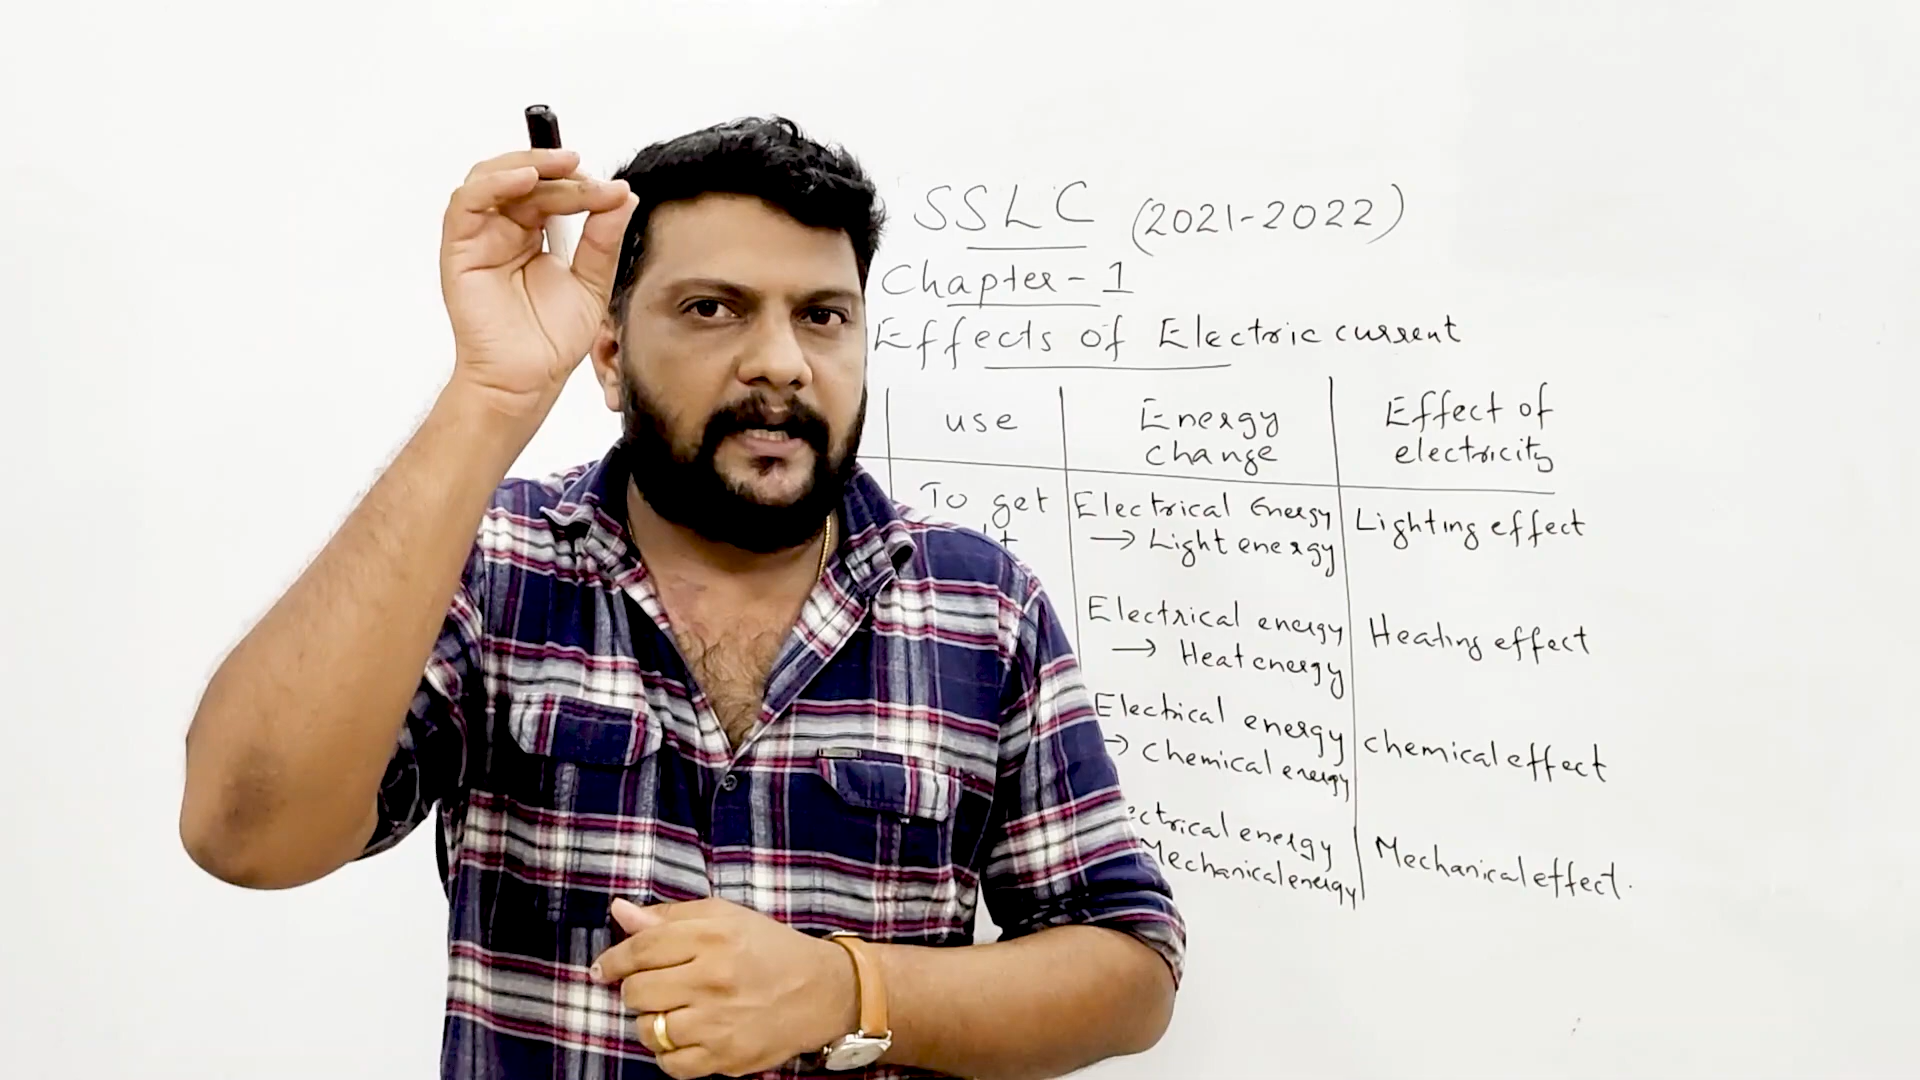 SSLC (2021-2022)
Chapter-1
Effects of Electric current
use
Energy
change
Effect of
electricity
To get
Electrical Energy
→ Light energy
Lighting effect
Electrical energy
→ Heat energy
Heating effect
Electrical energy
→ Chemical energy
chemical effect
energy
Mechanical energy
Mechanical effect.